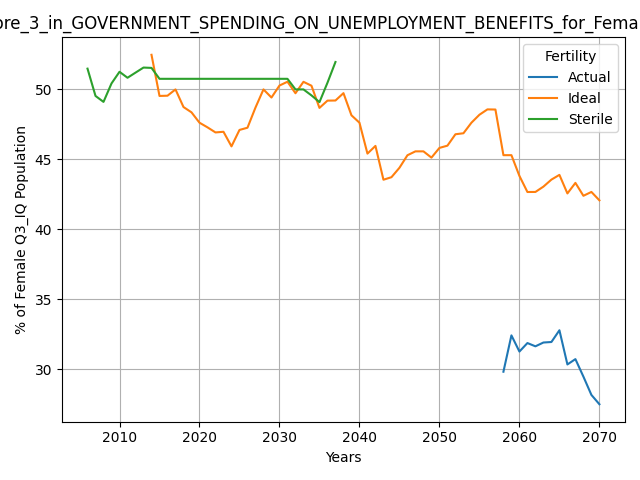 ore_3_in_GOVERNMENT_SPENDING_ON_UNEMPLOYMENT_BENEFITS_for_Fema
Fertility
Actual
Ideal
Sterile
% of Female Q3_IQ Population
50
45
40
35
30
2010 2020 2030 2040 2050 2060 2070
Years